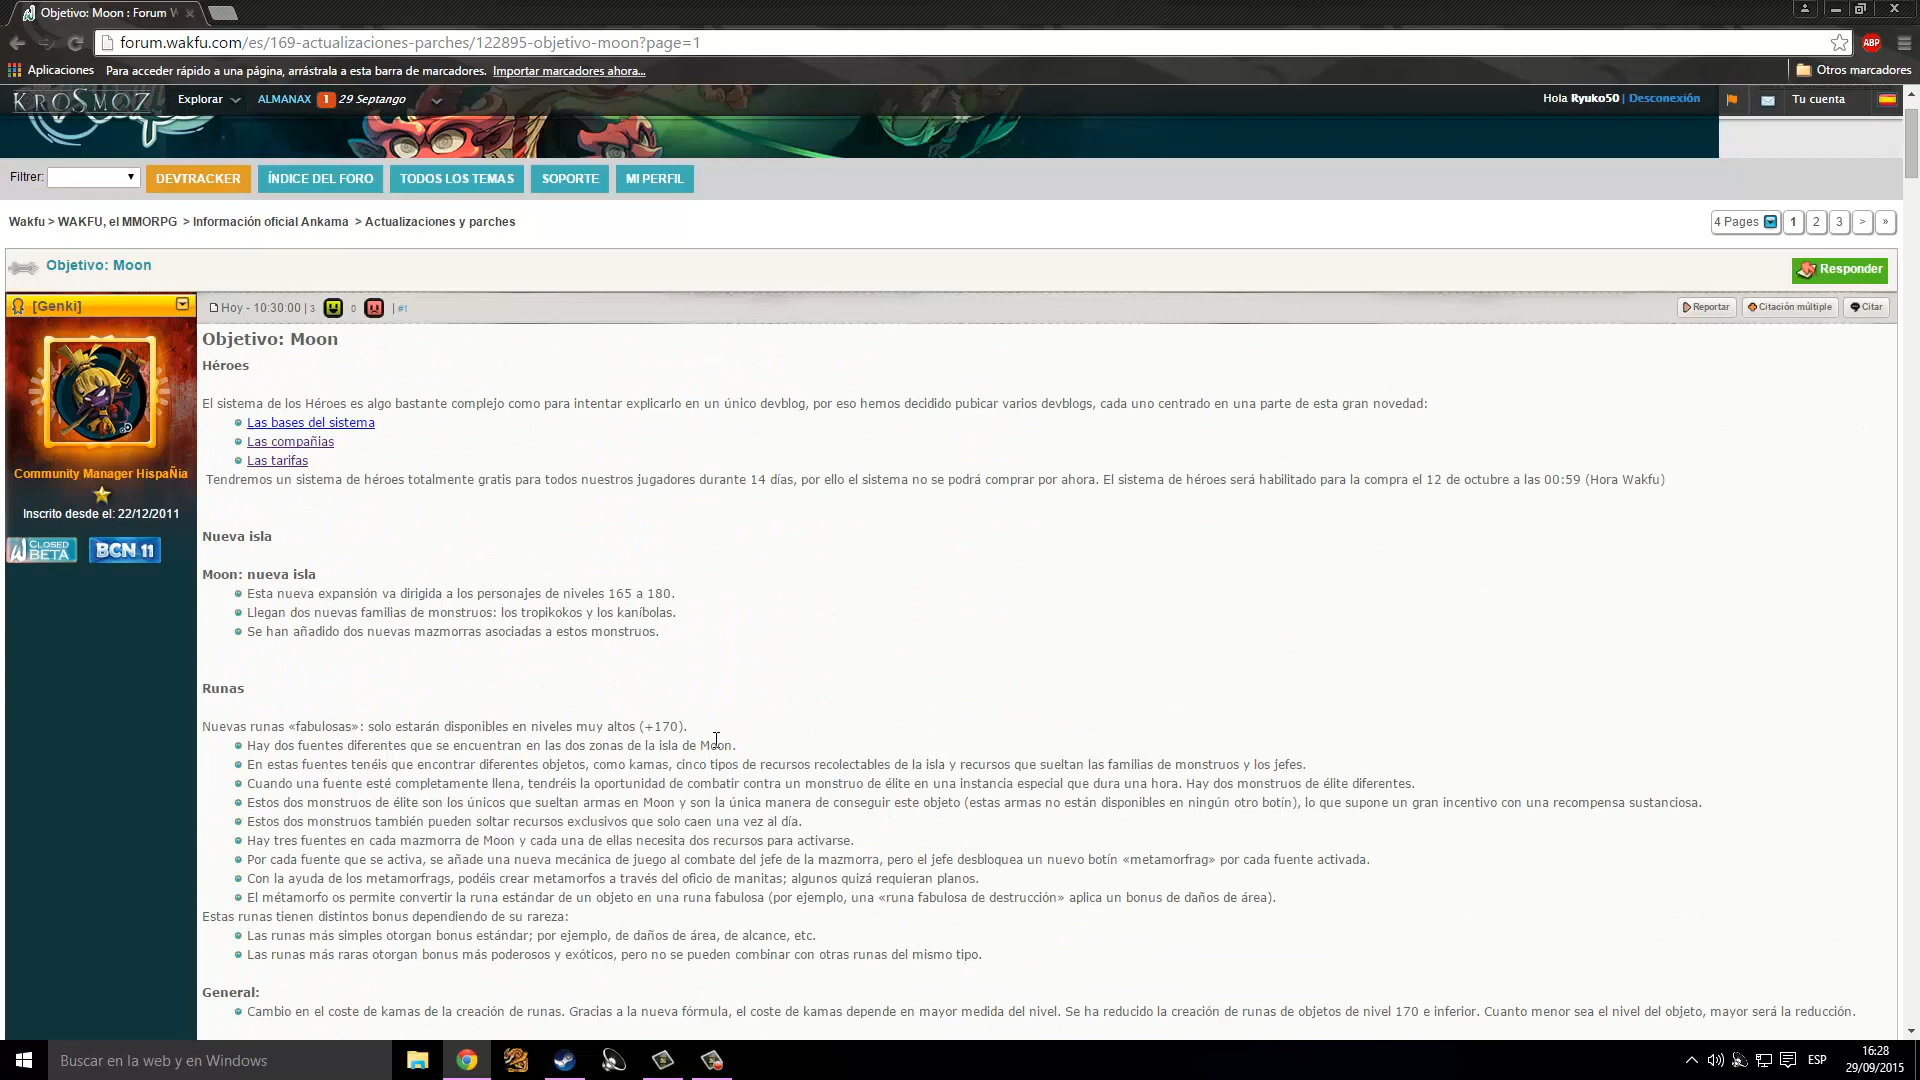 Objetivo: Moon : Forum W
forum.wakfu.com/es/169-actualizaciones-parches/122895-objetivo-moon?page=1
ABP
Aplicaciones Para acceder rápido a una página, arrástrala a esta barra de marcadores. Importar marcadores ahora... Otros marcadores
KROSMOZ Explorar ALMANAX 1 29 Septango Hola Ryuko50 | Desconexión Tu cuenta
Filtrer: DEVTRACKER ÍNDICE DEL FORO TODOS LOS TEMAS SOPORTE MI PERFIL
Wakfu > WAKFU, el MMORPG > Información oficial Ankama > Actualizaciones y parches 4 Pages 1 2 3 > »
Objetivo: Moon Responder
[Genki] Hoy - 10:30:00 | 3 0 | #1 Reportar Citación múltiple Citar
Objetivo: Moon
Héroes
El sistema de los Héroes es algo bastante complejo como para intentar explicarlo en un único devblog, por eso hemos decidido pubicar varios devblogs, cada uno centrado en una parte de esta gran novedad:
Las bases del sistema
Las compañias
Las tarifas
Community Manager HispaÑia
Tendremos un sistema de héroes totalmente gratis para todos nuestros jugadores durante 14 días, por ello el sistema no se podrá comprar por ahora. El sistema de héroes será habilitado para la compra el 12 de octubre a las 00:59 (Hora Wakfu)
Inscrito desde el: 22/12/2011
CLOSED BETA BCN 11
Nueva isla
Moon: nueva isla
Esta nueva expansión va dirigida a los personajes de niveles 165 a 180.
Llegan dos nuevas familias de monstruos: los tropikokos y los kaníbolas.
Se han añadido dos nuevas mazmorras asociadas a estos monstruos.
Runas
Nuevas runas «fabulosas»: solo estarán disponibles en niveles muy altos (+170).
Hay dos fuentes diferentes que se encuentran en las dos zonas de la isla de Moon.
En estas fuentes tenéis que encontrar diferentes objetos, como kamas, cinco tipos de recursos recolectables de la isla y recursos que sueltan las familias de monstruos y los jefes.
Cuando una fuente esté completamente llena, tendréis la oportunidad de combatir contra un monstruo de élite en una instancia especial que dura una hora. Hay dos monstruos de élite diferentes.
Estos dos monstruos de élite son los únicos que sueltan armas en Moon y son la única manera de conseguir este objeto (estas armas no están disponibles en ningún otro botín), lo que supone un gran incentivo con una recompensa sustanciosa.
Estos dos monstruos también pueden soltar recursos exclusivos que solo caen una vez al día.
Hay tres fuentes en cada mazmorra de Moon y cada una de ellas necesita dos recursos para activarse.
Por cada fuente que se activa, se añade una nueva mecánica de juego al combate del jefe de la mazmorra, pero el jefe desbloquea un nuevo botín «metamorfrag» por cada fuente activada.
Con la ayuda de los metamorfrags, podéis crear metamorfos a través del oficio de manitas; algunos quizá requieran planos.
El métamorfo os permite convertir la runa estándar de un objeto en una runa fabulosa (por ejemplo, una «runa fabulosa de destrucción» aplica un bonus de daños de área).
Estas runas tienen distintos bonus dependiendo de su rareza:
Las runas más simples otorgan bonus estándar; por ejemplo, de daños de área, de alcance, etc.
Las runas más raras otorgan bonus más poderosos y exóticos, pero no se pueden combinar con otras runas del mismo tipo.
General:
Cambio en el coste de kamas de la creación de runas. Gracias a la nueva fórmula, el coste de kamas depende en mayor medida del nivel. Se ha reducido la creación de runas de objetos de nivel 170 e inferior. Cuanto menor sea el nivel del objeto, mayor será la reducción.
Buscar en la web y en Windows ESP 16:28
29/09/2015